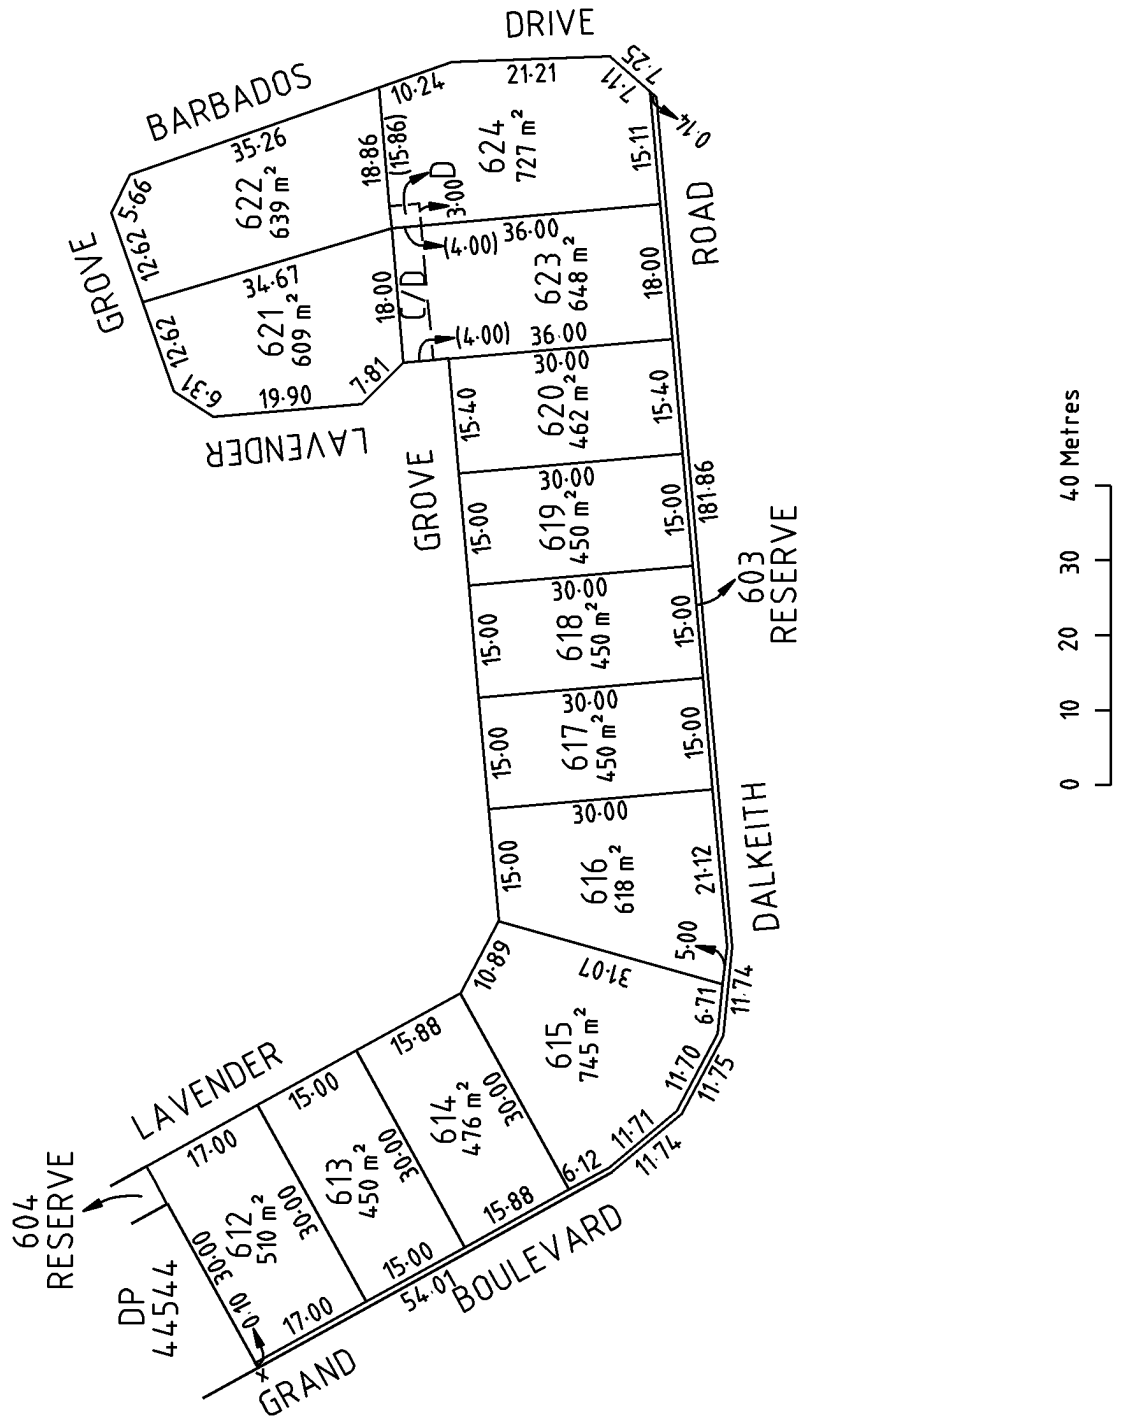 DRIVE
BARBADOS
7·25
7·11
0·14
10·24
21·21
35·26
18·86
(15·86)
624
727 m²
15·11
5·66
622
639 m²
D
3·00
12·62
GROVE
ROAD
(4·00)
36·00
34·67
621
609 m²
18·00
C/D
623
648 m²
18·00
12·62
(4·00)
36·00
6·31
19·90
7·81
LAVENDER
GROVE
30·00
15·40
620
462 m²
15·40
30·00
15·00
619
450 m²
15·00
181·86
603
RESERVE
30·00
15·00
618
450 m²
15·00
30·00
15·00
617
450 m²
15·00
30·00
15·00
616
618 m²
21·12
DALKEITH
5·00
10·89
31·07
6·71
11·74
615
745 m²
11·70
11·75
11·71
11·74
6·12
LAVENDER
15·88
614
476 m²
30·00
15·88
15·00
613
450 m²
30·00
15·00
17·00
612
510 m²
30·00
30·00
17·00
0·10
54·01
604
RESERVE
DP
44544
x
GRAND
BOULEVARD
0 10 20 30 40 Metres